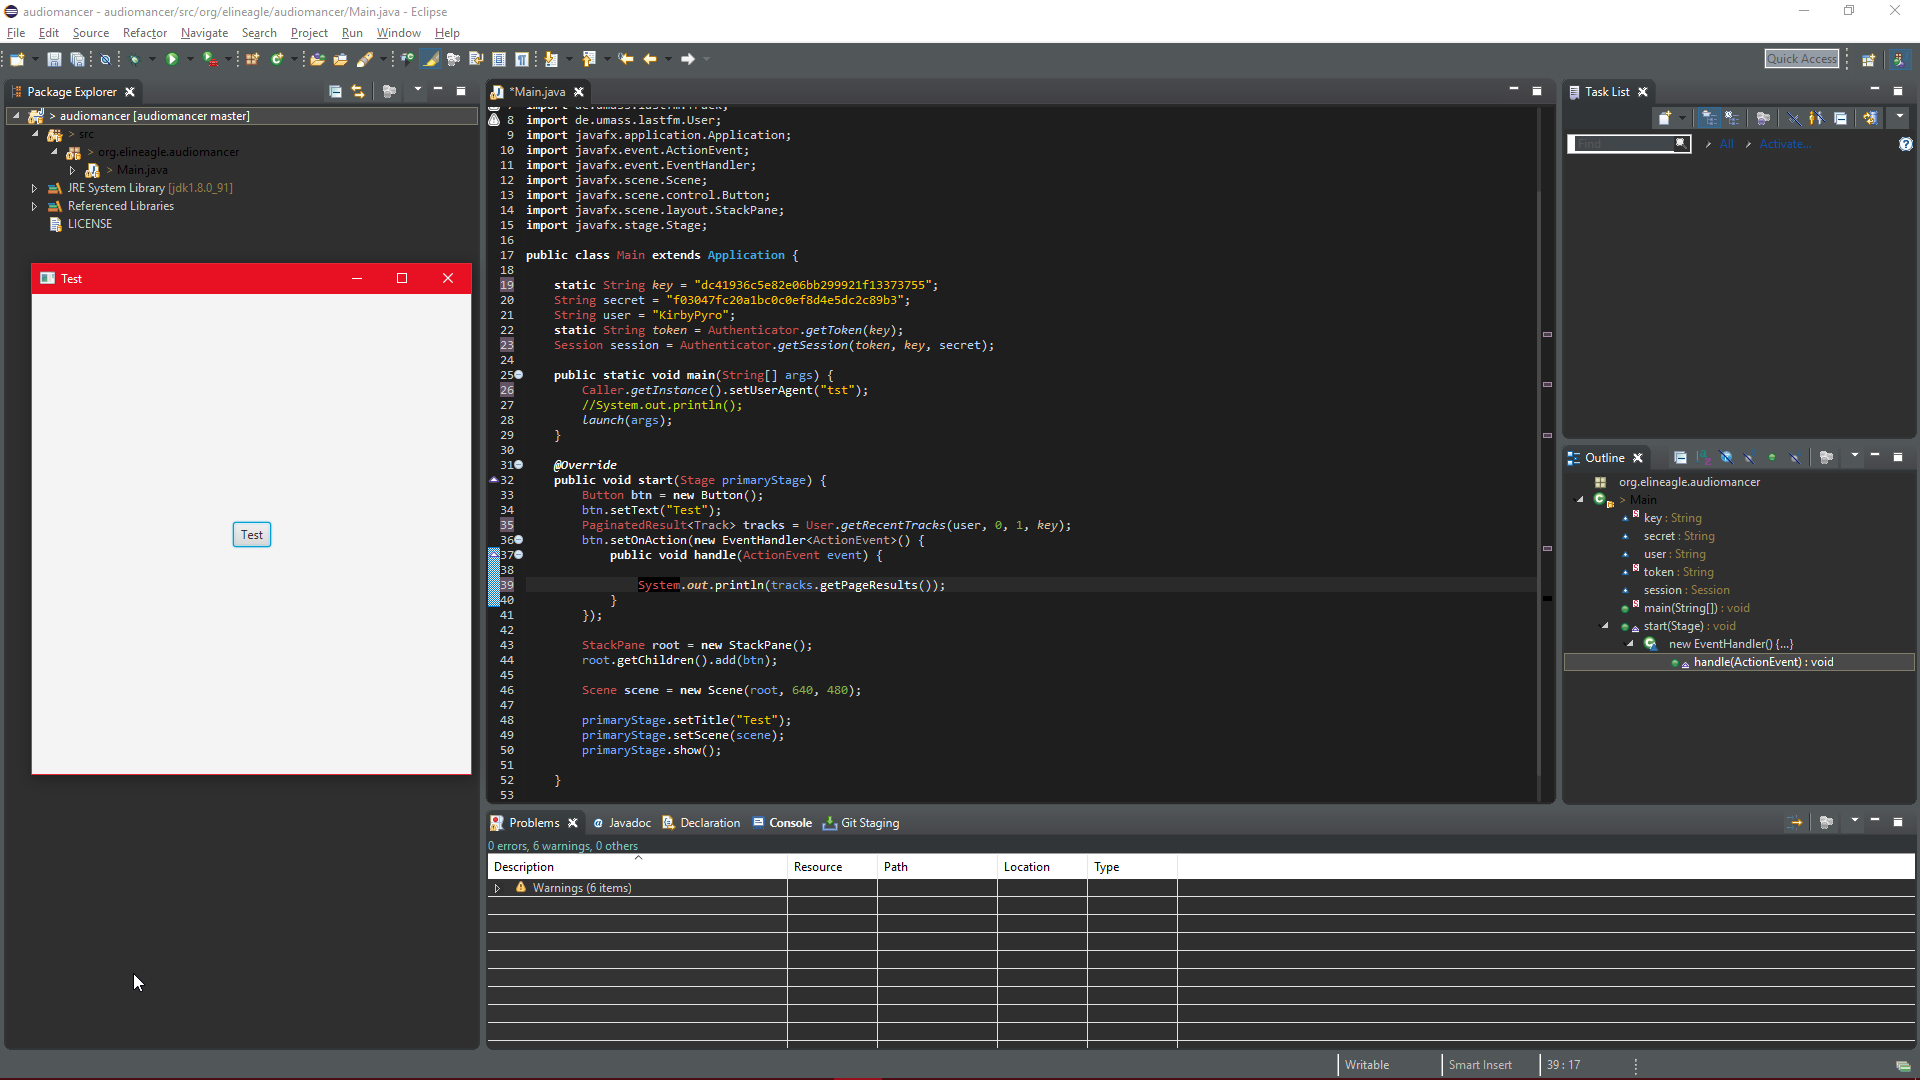 audiomancer - audiomancer/src/org/elineagle/audiomancer/Main.java - Eclipse
File Edit Source Refactor Navigate Search Project Run Window Help
Quick Access
Package Explorer
> audiomancer [audiomancer master]
> src
> org.elineagle.audiomancer
> Main.java
JRE System Library [jdk1.8.0_91]
Referenced Libraries
LICENSE
Test
Test
*Main.java
7 import de.umass.lastfm.Track;
8 import de.umass.lastfm.User;
9 import javafx.application.Application;
10 import javafx.event.ActionEvent;
11 import javafx.event.EventHandler;
12 import javafx.scene.Scene;
13 import javafx.scene.control.Button;
14 import javafx.scene.layout.StackPane;
15 import javafx.stage.Stage;
16
17 public class Main extends Application {
18
19 static String key = "dc41936c5e82e06bb299921f13373755";
20 String secret = "f03047fc20a1bc0c0ef8d4e5dc2c89b3";
21 String user = "KirbyPyro";
22 static String token = Authenticator.getToken(key);
23 Session session = Authenticator.getSession(token, key, secret);
24
25 public static void main(String[] args) {
26 Caller.getInstance().setUserAgent("tst");
27 //System.out.println();
28 launch(args);
29 }
30
31 @Override
32 public void start(Stage primaryStage) {
33 Button btn = new Button();
34 btn.setText("Test");
35 PaginatedResult<Track> tracks = User.getRecentTracks(user, 0, 1, key);
36 btn.setOnAction(new EventHandler<ActionEvent>() {
37 public void handle(ActionEvent event) {
38
39 System.out.println(tracks.getPageResults());
40 }
41 });
42
43 StackPane root = new StackPane();
44 root.getChildren().add(btn);
45
46 Scene scene = new Scene(root, 640, 480);
47
48 primaryStage.setTitle("Test");
49 primaryStage.setScene(scene);
50 primaryStage.show();
51
52 }
53
Task List
Find All Activate...
Outline
org.elineagle.audiomancer
> Main
key : String
secret : String
user : String
token : String
session : Session
main(String[]) : void
start(Stage) : void
new EventHandler() {...}
handle(ActionEvent) : void
Problems Javadoc Declaration Console Git Staging
0 errors, 6 warnings, 0 others
Description Resource Path Location Type
Warnings (6 items)
Writable Smart Insert 39 : 17